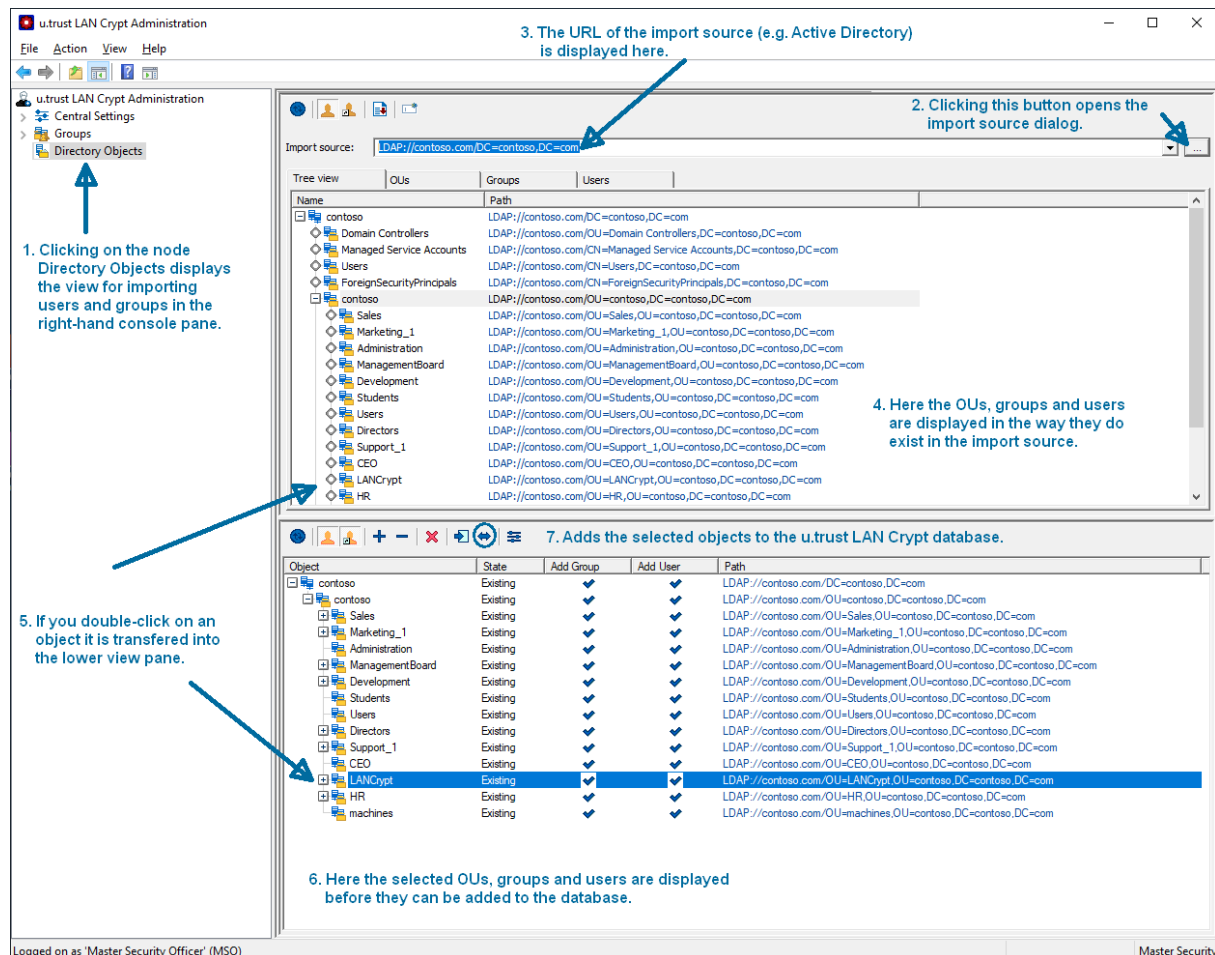 u.trust LAN Crypt Administration
File Action View Help
3. The URL of the import source (e.g. Active Directory)
is displayed here.
u.trust LAN Crypt Administration
Central Settings
Groups
Directory Objects
2. Clicking this button opens the
import source dialog.
Import source: LDAP://contoso.com/DC=contoso,DC=com ...
1. Clicking on the node
Directory Objects displays
the view for importing
users and groups in the
right-hand console pane.
Tree view OUs Groups Users
Name Path
contoso LDAP://contoso.com/DC=contoso,DC=com
Domain Controllers LDAP://contoso.com/OU=Domain Controllers,DC=contoso,DC=com
Managed Service Accounts LDAP://contoso.com/CN=Managed Service Accounts,DC=contoso,DC=com
Users LDAP://contoso.com/CN=Users,DC=contoso,DC=com
ForeignSecurityPrincipals LDAP://contoso.com/CN=ForeignSecurityPrincipals,DC=contoso,DC=com
contoso LDAP://contoso.com/OU=contoso,DC=contoso,DC=com
Sales LDAP://contoso.com/OU=Sales,OU=contoso,DC=contoso,DC=com
Marketing_1 LDAP://contoso.com/OU=Marketing_1,OU=contoso,DC=contoso,DC=com
Administration LDAP://contoso.com/OU=Administration,OU=contoso,DC=contoso,DC=com
ManagementBoard LDAP://contoso.com/OU=ManagementBoard,OU=contoso,DC=contoso,DC=com
Development LDAP://contoso.com/OU=Development,OU=contoso,DC=contoso,DC=com
Students LDAP://contoso.com/OU=Students,OU=contoso,DC=contoso,DC=com
Users LDAP://contoso.com/OU=Users,OU=contoso,DC=contoso,DC=com
Directors LDAP://contoso.com/OU=Directors,OU=contoso,DC=contoso,DC=com
Support_1 LDAP://contoso.com/OU=Support_1,OU=contoso,DC=contoso,DC=com
CEO LDAP://contoso.com/OU=CEO,OU=contoso,DC=contoso,DC=com
LANCrypt LDAP://contoso.com/OU=LANCrypt,OU=contoso,DC=contoso,DC=com
HR LDAP://contoso.com/OU=HR,OU=contoso,DC=contoso,DC=com
4. Here the OUs, groups and users
are displayed in the way they do
exist in the import source.
7. Adds the selected objects to the u.trust LAN Crypt database.
5. If you double-click on an
object it is transfered into
the lower view pane.
Object State Add Group Add User Path
contoso Existing LDAP://contoso.com/DC=contoso,DC=com
contoso Existing LDAP://contoso.com/OU=contoso,DC=contoso,DC=com
Sales Existing LDAP://contoso.com/OU=Sales,OU=contoso,DC=contoso,DC=com
Marketing_1 Existing LDAP://contoso.com/OU=Marketing_1,OU=contoso,DC=contoso,DC=com
Administration Existing LDAP://contoso.com/OU=Administration,OU=contoso,DC=contoso,DC=com
ManagementBoard Existing LDAP://contoso.com/OU=ManagementBoard,OU=contoso,DC=contoso,DC=com
Development Existing LDAP://contoso.com/OU=Development,OU=contoso,DC=contoso,DC=com
Students Existing LDAP://contoso.com/OU=Students,OU=contoso,DC=contoso,DC=com
Users Existing LDAP://contoso.com/OU=Users,OU=contoso,DC=contoso,DC=com
Directors Existing LDAP://contoso.com/OU=Directors,OU=contoso,DC=contoso,DC=com
Support_1 Existing LDAP://contoso.com/OU=Support_1,OU=contoso,DC=contoso,DC=com
CEO Existing LDAP://contoso.com/OU=CEO,OU=contoso,DC=contoso,DC=com
LANCrypt Existing LDAP://contoso.com/OU=LANCrypt,OU=contoso,DC=contoso,DC=com
HR Existing LDAP://contoso.com/OU=HR,OU=contoso,DC=contoso,DC=com
machines Existing LDAP://contoso.com/OU=machines,OU=contoso,DC=contoso,DC=com
6. Here the selected OUs, groups and users are displayed
before they can be added to the database.
Logged on as 'Master Security Officer' (MSO) Master Security